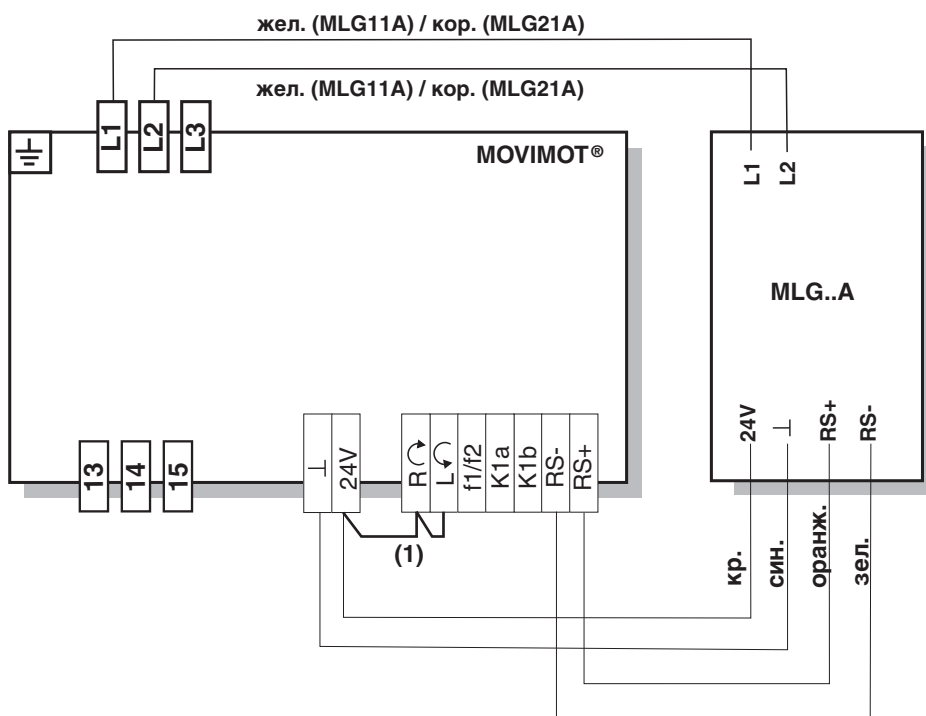 жел. (MLG11A) / кор. (MLG21A)
жел. (MLG11A) / кор. (MLG21A)
L1
L2
L3
MOVIMOT®
L1
L2
MLG..A
24V
⊥
RS+
RS-
13
14
15
⊥
24V
R
L
f1/f2
K1a
K1b
RS-
RS+
(1)
кр.
син.
оранж.
зел.